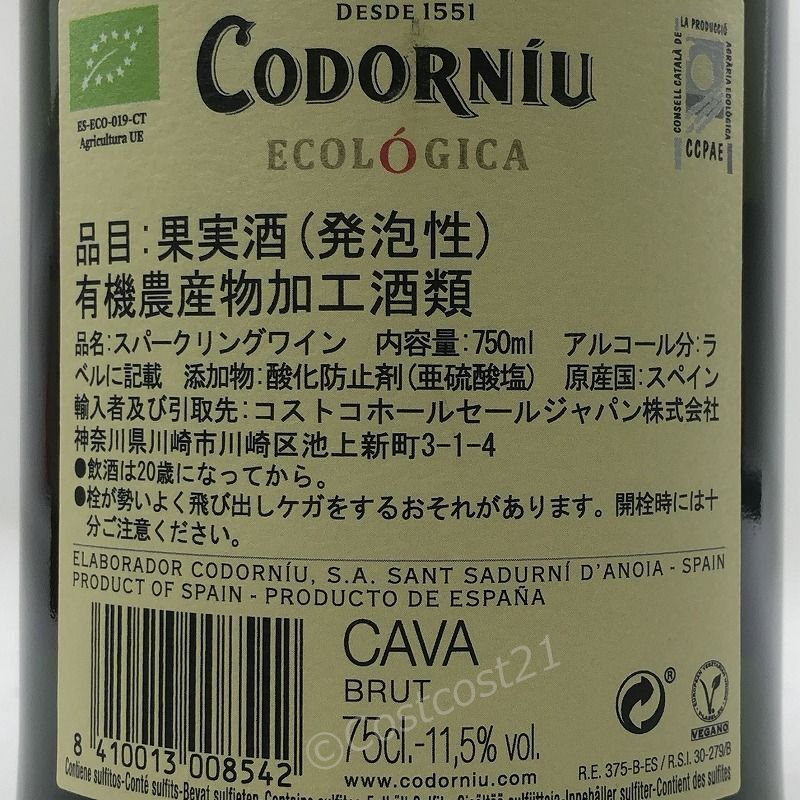 DESDE 1551
CODORNÍU
ECOLÓGICA
ES-ECO-019-CT
Agricultura UE
CONSELL CATALÀ DE
LA PRODUCCIÓ
AGRÀRIA ECOLÒGICA
CCPAE
品目:果実酒(発泡性)
有機農産物加工酒類
品名:スパークリングワイン 内容量:750ml アルコール分:ラ
ベルに記載 添加物:酸化防止剤(亜硫酸塩) 原産国:スペイン
輸入者及び引取先:コストコホールセールジャパン株式会社
神奈川県川崎市川崎区池上新町3-1-4
●飲酒は20歳になってから。
●栓が勢いよく飛び出しケガをするおそれがあります。開栓時には十
分ご注意ください。
ELABORADOR CODORNÍU, S.A. SANT SADURNÍ D'ANOIA - SPAIN
PRODUCT OF SPAIN - PRODUCTO DE ESPAÑA
CAVA
BRUT
75cl.-11,5% vol.
www.codorniu.com
8 410013 008542
©Costcost21
®
VEGANO
R.E. 375-B-ES / R.S.I. 30-279/B
Contiene sulfitos-Conté sulfits-Bevat sulfieten-Contains sulfites